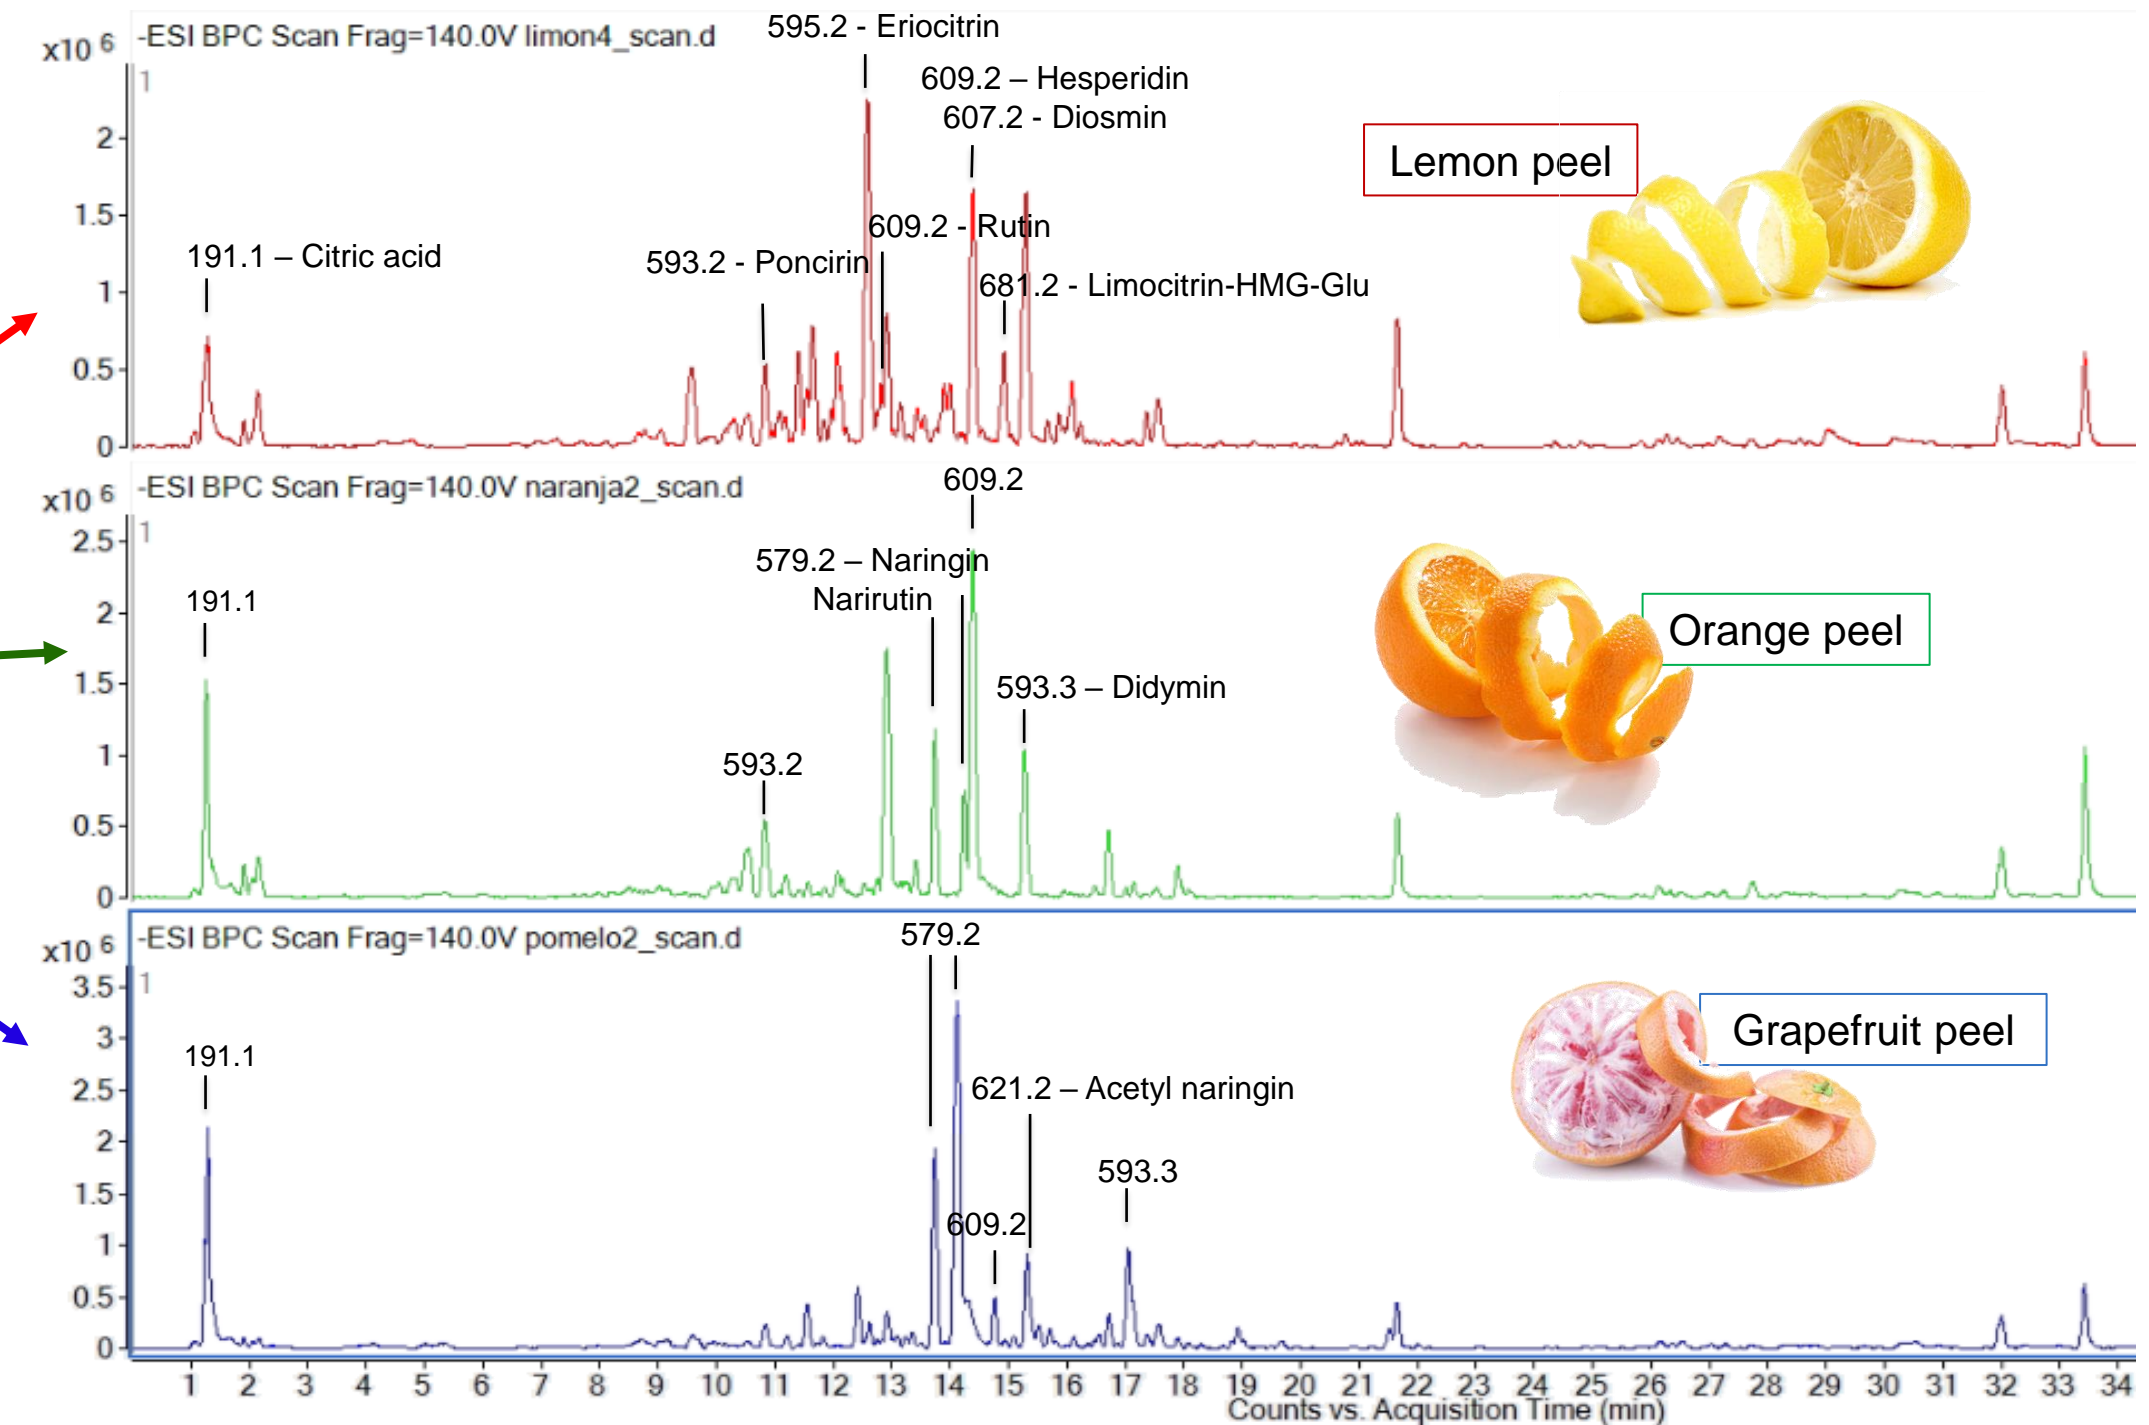 -ESI BPC Scan Frag=140.0V limon4_scan.d
x10 6
1
2
1.5
1
0.5
0
595.2 - Eriocitrin
609.2 – Hesperidin
607.2 - Diosmin
609.2 - Rutin
191.1 – Citric acid
593.2 - Poncirin
681.2 - Limocitrin-HMG-Glu
Lemon peel
-ESI BPC Scan Frag=140.0V naranja2_scan.d
x10 6
1
2.5
2
1.5
1
0.5
0
609.2
579.2 – Naringin
Narirutin
191.1
593.3 – Didymin
593.2
Orange peel
-ESI BPC Scan Frag=140.0V pomelo2_scan.d
x10 6
1
3.5
3
2.5
2
1.5
1
0.5
0
579.2
191.1
621.2 – Acetyl naringin
593.3
609.2
Grapefruit peel
1 2 3 4 5 6 7 8 9 10 11 12 13 14 15 16 17 18 19 20 21 22 23 24 25 26 27 28 29 30 31 32 33 34
Counts vs. Acquisition Time (min)